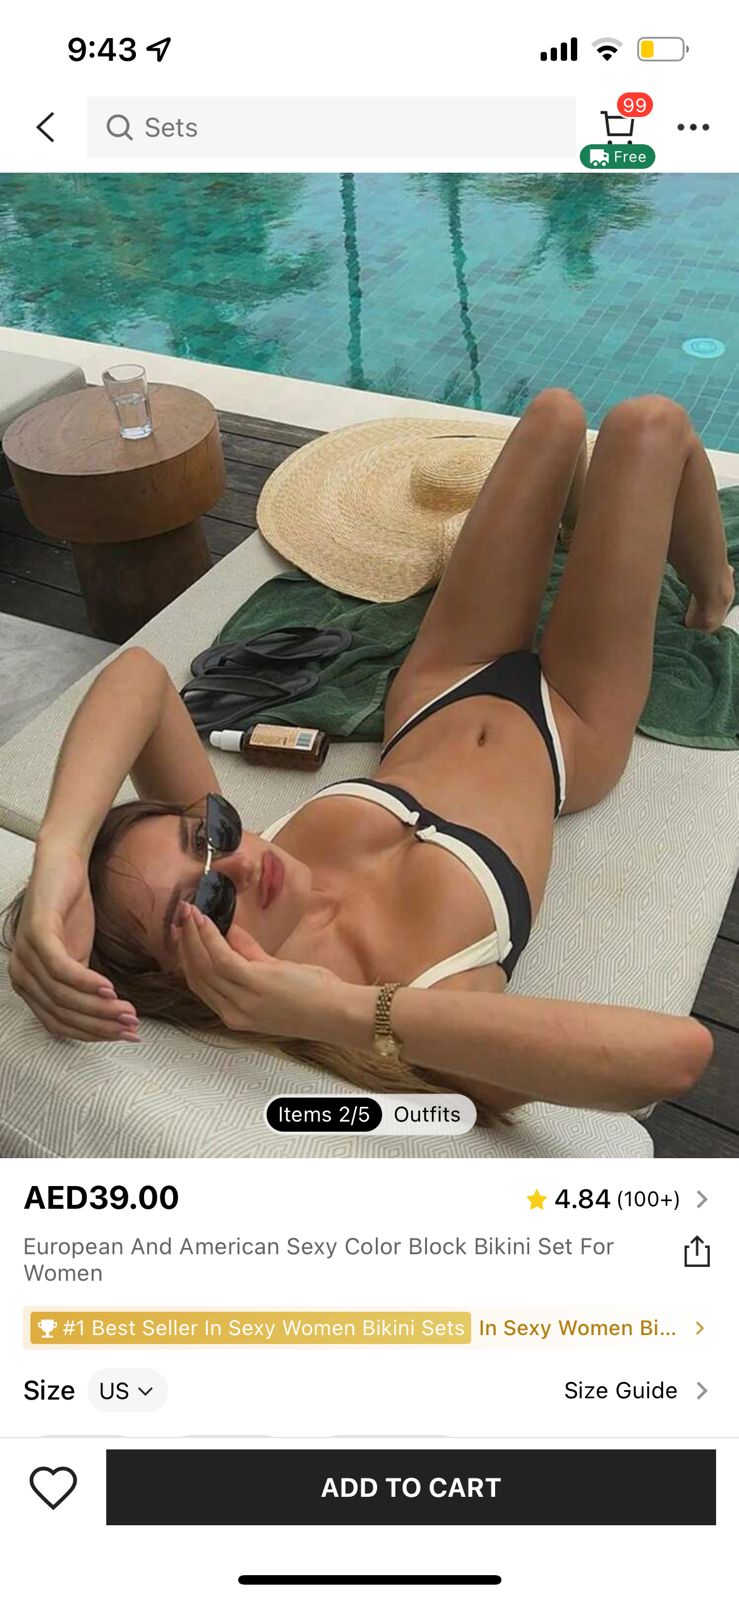 9:43
Sets
99
Free
Items 2/5 Outfits
AED39.00
4.84 (100+)
European And American Sexy Color Block Bikini Set For
Women
#1 Best Seller In Sexy Women Bikini Sets In Sexy Women Bi...
Size US Size Guide
ADD TO CART